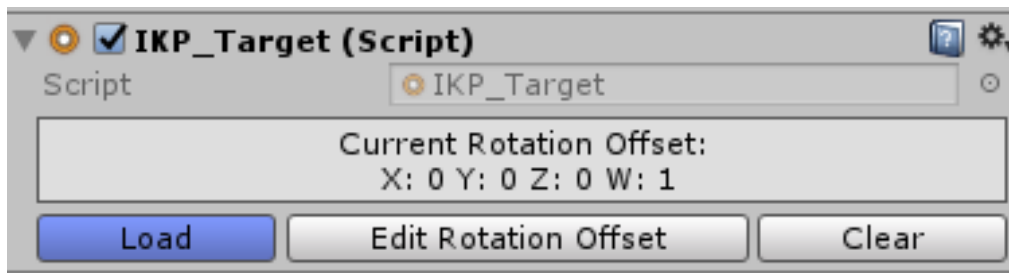 IKP_Target (Script)
Script IKP_Target
Current Rotation Offset:
X: 0 Y: 0 Z: 0 W: 1
Load Edit Rotation Offset Clear